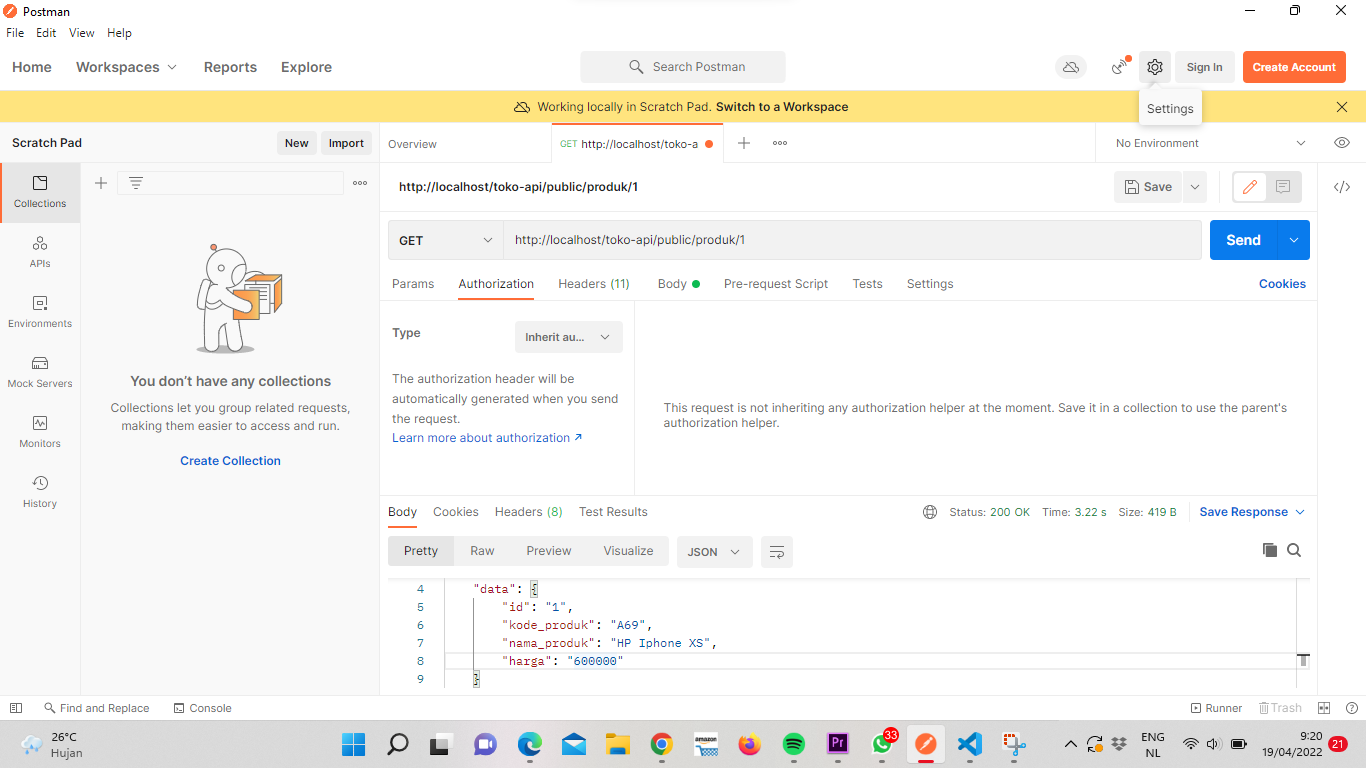 Postman
File Edit View Help
Home Workspaces Reports Explore Search Postman Sign In Create Account
Working locally in Scratch Pad. Switch to a Workspace
Settings
Scratch Pad New Import
Overview GET http://localhost/toko-a No Environment
Collections
APIs
Environments
Mock Servers
Monitors
History
You don't have any collections
Collections let you group related requests,
making them easier to access and run.
Create Collection
http://localhost/toko-api/public/produk/1 Save
GET http://localhost/toko-api/public/produk/1 Send
Params Authorization Headers (11) Body Pre-request Script Tests Settings Cookies
Type Inherit au...
The authorization header will be
automatically generated when you send
the request.
Learn more about authorization ↗
This request is not inheriting any authorization helper at the moment. Save it in a collection to use the parent's
authorization helper.
Body Cookies Headers (8) Test Results Status: 200 OK Time: 3.22 s Size: 419 B Save Response
Pretty Raw Preview Visualize JSON
4 "data": {
5 "id": "1",
6 "kode_produk": "A69",
7 "nama_produk": "HP Iphone XS",
8 "harga": "600000"
9 }
Find and Replace Console Runner Trash
26°C
Hujan
amazon
Pr
33
ENG
NL
9:20
19/04/2022
21